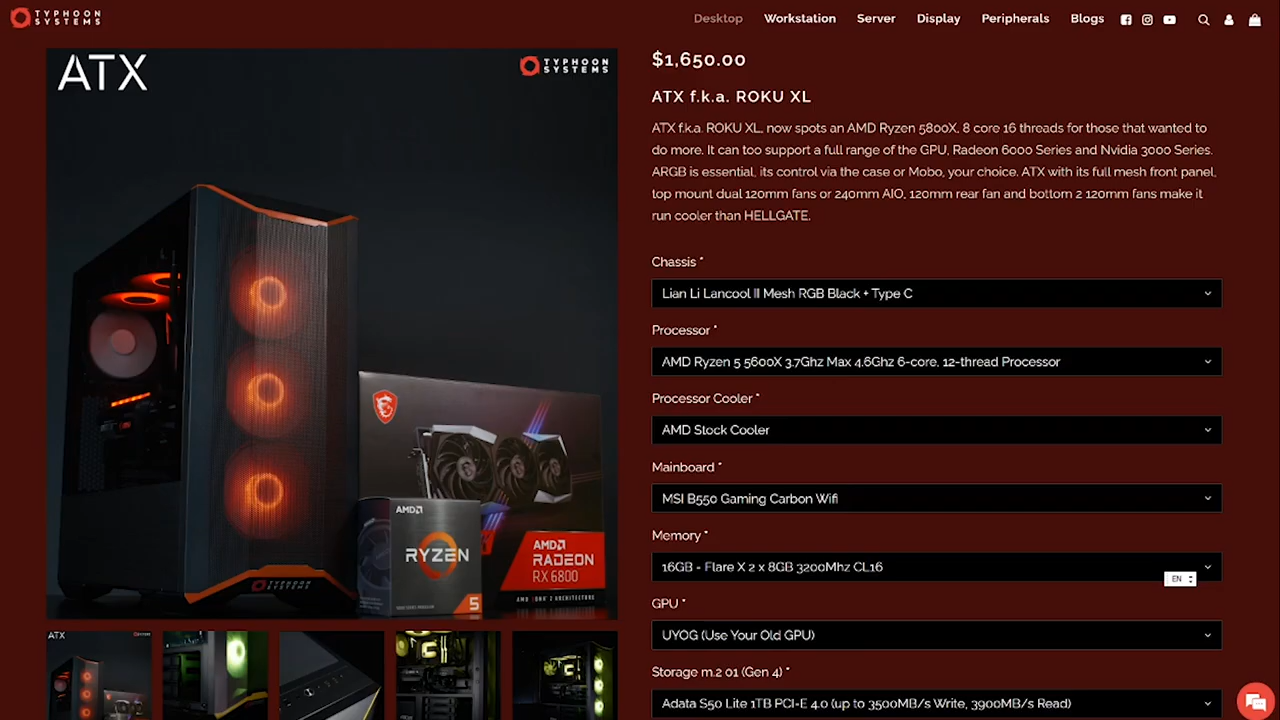 TYPHOON
SYSTEMS
Desktop Workstation Server Display Peripherals Blogs
ATX
TYPHOON
SYSTEMS
AMD
RYZEN
5
AMD
RADEON
RX 6800
TYPHOON
SYSTEMS
ATX
$1,650.00
ATX f.k.a. ROKU XL
ATX f.k.a. ROKU XL, now spots an AMD Ryzen 5800X, 8 core 16 threads for those that wanted to
do more. It can too support a full range of the GPU, Radeon 6000 Series and Nvidia 3000 Series.
ARGB is essential, its control via the case or Mobo, your choice. ATX with its full mesh front panel,
top mount dual 120mm fans or 240mm AIO, 120mm rear fan and bottom 2 120mm fans make it
run cooler than HELLGATE.
Chassis *
Lian Li Lancool II Mesh RGB Black + Type C
Processor *
AMD Ryzen 5 5600X 3.7Ghz Max 4.6Ghz 6-core, 12-thread Processor
Processor Cooler *
AMD Stock Cooler
Mainboard *
MSI B550 Gaming Carbon Wifi
Memory *
16GB - Flare X 2 x 8GB 3200Mhz CL16
EN
GPU *
UYOG (Use Your Old GPU)
Storage m.2 01 (Gen 4) *
Adata S50 Lite 1TB PCI-E 4.0 (up to 3500MB/s Write, 3900MB/s Read)